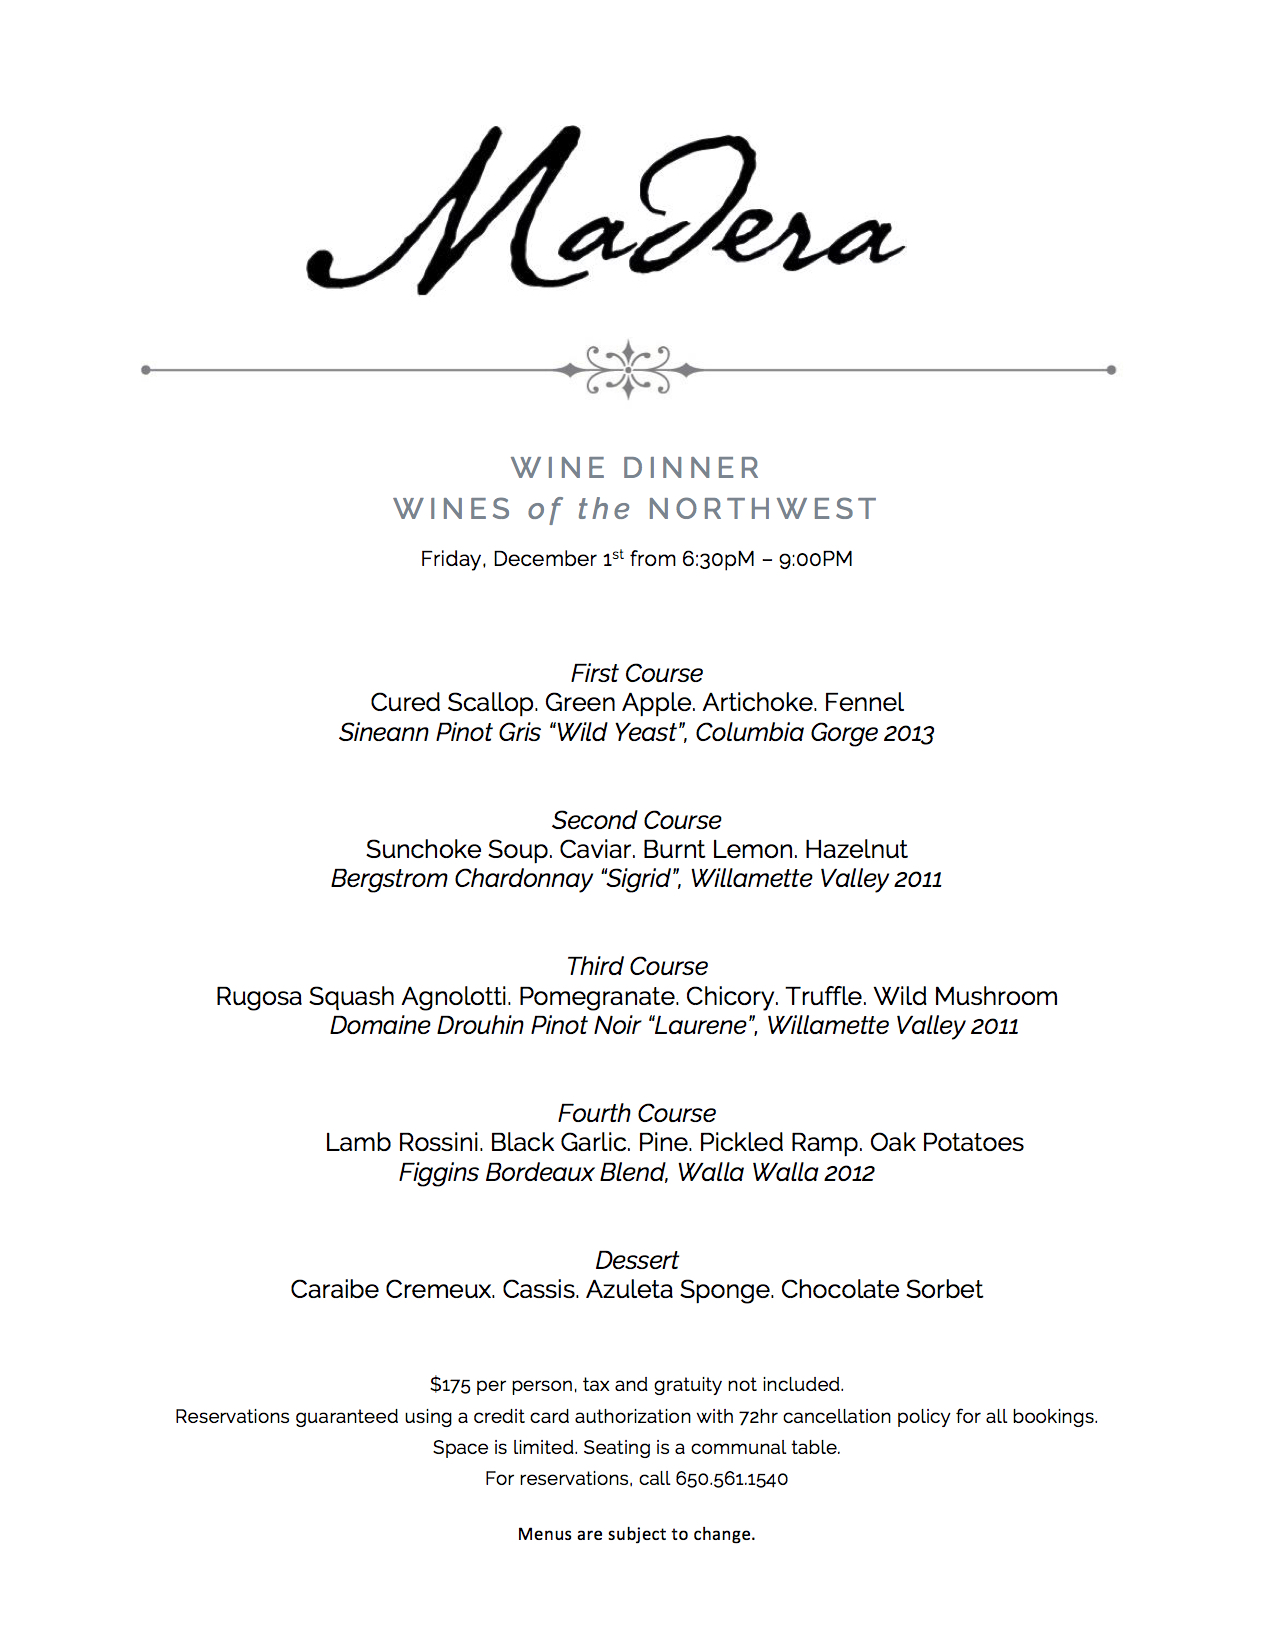 Madera
WINE DINNER
WINES of the NORTHWEST
Friday, December 1st from 6:30pM – 9:00PM
First Course
Cured Scallop. Green Apple. Artichoke. Fennel
Sineann Pinot Gris “Wild Yeast”, Columbia Gorge 2013
Second Course
Sunchoke Soup. Caviar. Burnt Lemon. Hazelnut
Bergstrom Chardonnay “Sigrid”, Willamette Valley 2011
Third Course
Rugosa Squash Agnolotti. Pomegranate. Chicory. Truffle. Wild Mushroom
Domaine Drouhin Pinot Noir “Laurene”, Willamette Valley 2011
Fourth Course
Lamb Rossini. Black Garlic. Pine. Pickled Ramp. Oak Potatoes
Figgins Bordeaux Blend, Walla Walla 2012
Dessert
Caraibe Cremeux. Cassis. Azuleta Sponge. Chocolate Sorbet
$175 per person, tax and gratuity not included.
Reservations guaranteed using a credit card authorization with 72hr cancellation policy for all bookings.
Space is limited. Seating is a communal table.
For reservations, call 650.561.1540
Menus are subject to change.